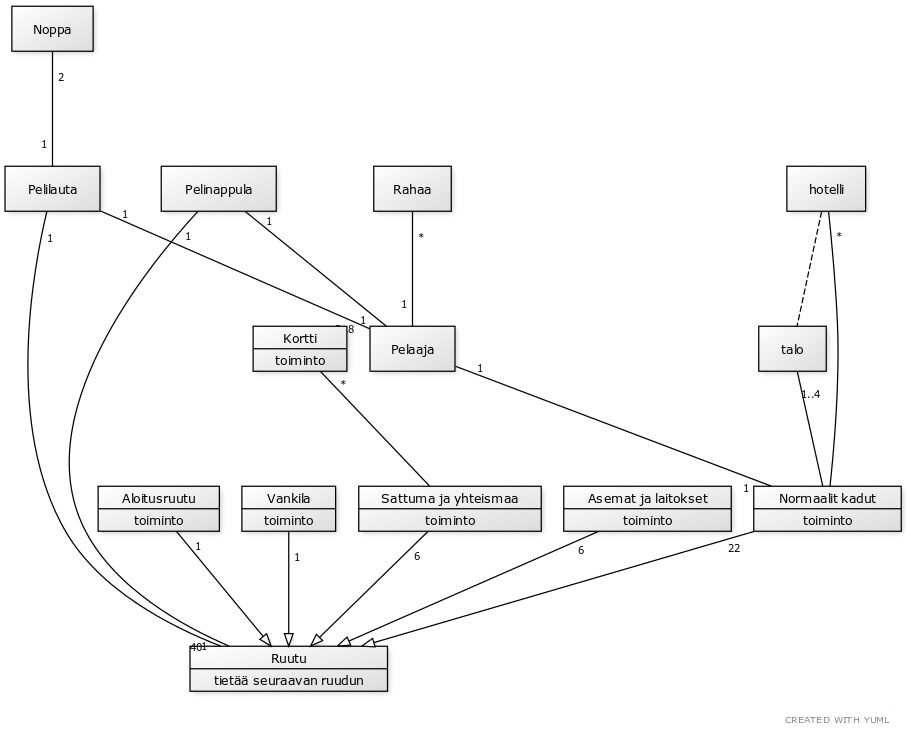 Noppa
2
1
Pelilauta
Pelinappula
Rahaa
hotelli
1
1
1
1
*
*
1
1
8
Kortti
toiminto
Pelaaja
talo
*
1
1..4
Aloitusruutu
toiminto
Vankila
toiminto
Sattuma ja yhteismaa
toiminto
Asemat ja laitokset
toiminto
1
Normaalit kadut
toiminto
1
1
6
6
22
40
1
Ruutu
tietää seuraavan ruudun
CREATED WITH YUML